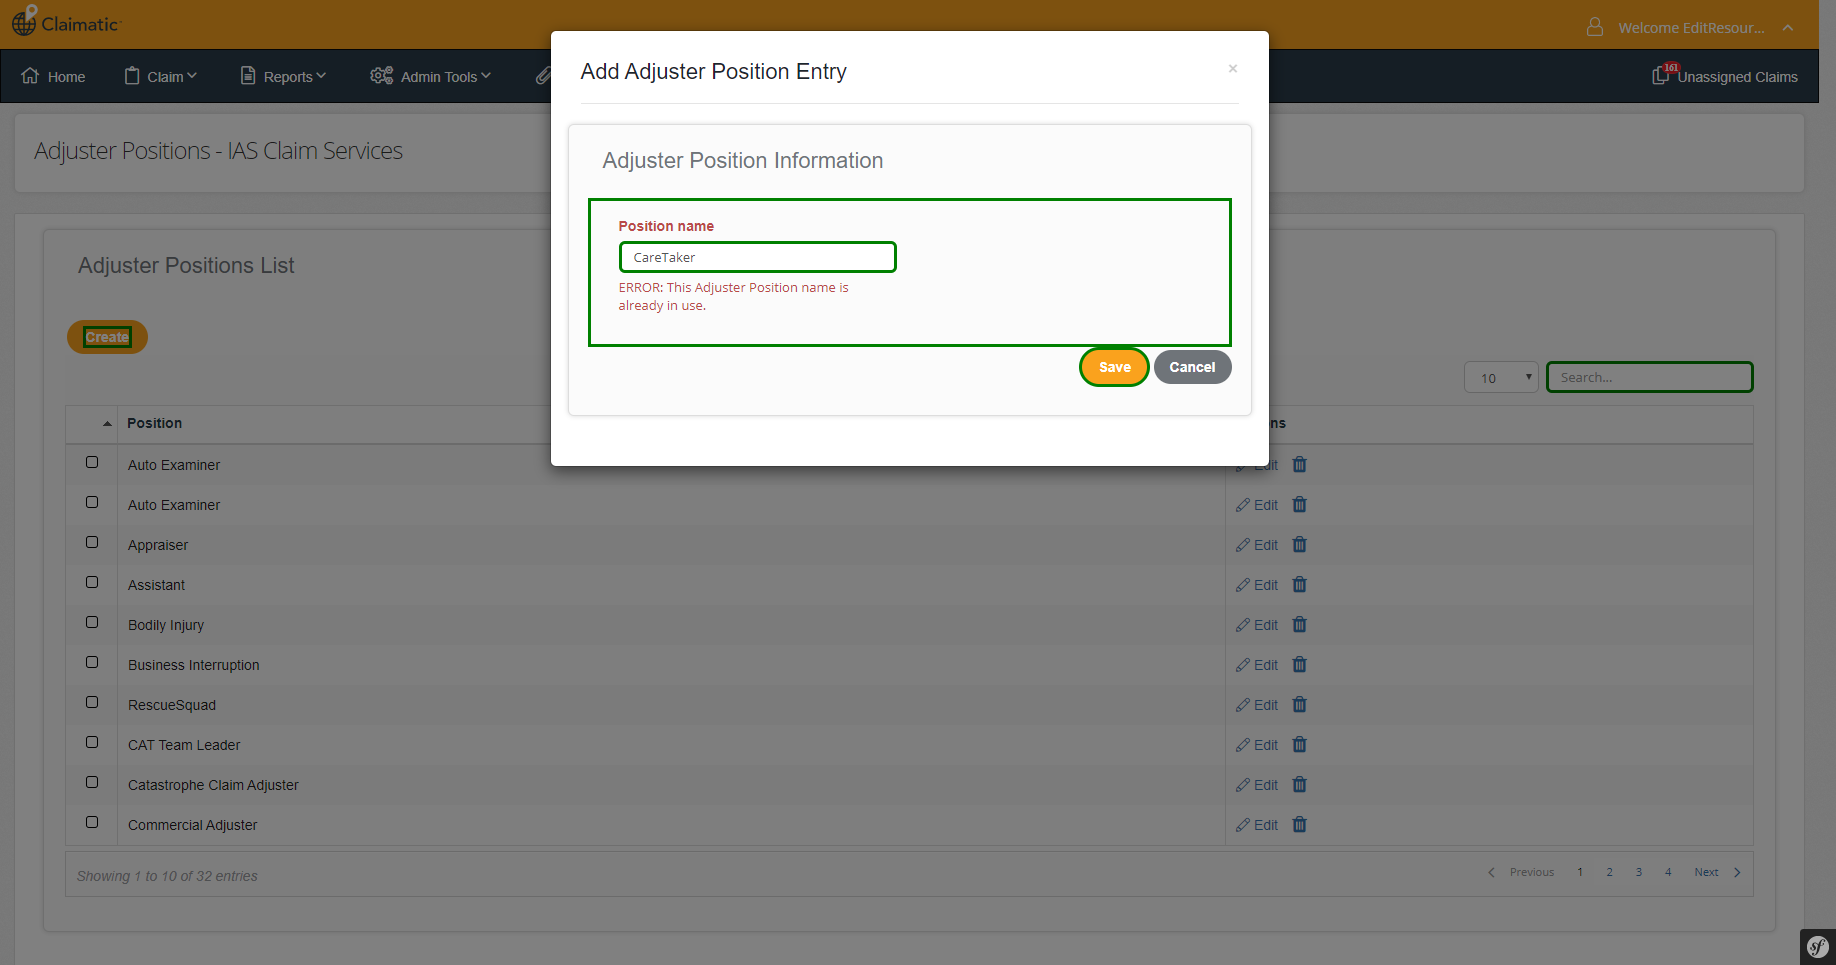 Claimatic
Welcome EditResour...
Home
Claim
Reports
Admin Tools
161
Unassigned Claims
Add Adjuster Position Entry
×
Adjuster Positions - IAS Claim Services
Adjuster Position Information
Position name
CareTaker
ERROR: This Adjuster Position name is
already in use.
Save
Cancel
Adjuster Positions List
Create
10
Search...
Position
ns
Auto Examiner
Edit
Auto Examiner
Edit
Appraiser
Edit
Assistant
Edit
Bodily Injury
Edit
Business Interruption
Edit
RescueSquad
Edit
CAT Team Leader
Edit
Catastrophe Claim Adjuster
Edit
Commercial Adjuster
Edit
Showing 1 to 10 of 32 entries
Previous 1 2 3 4 Next
sf